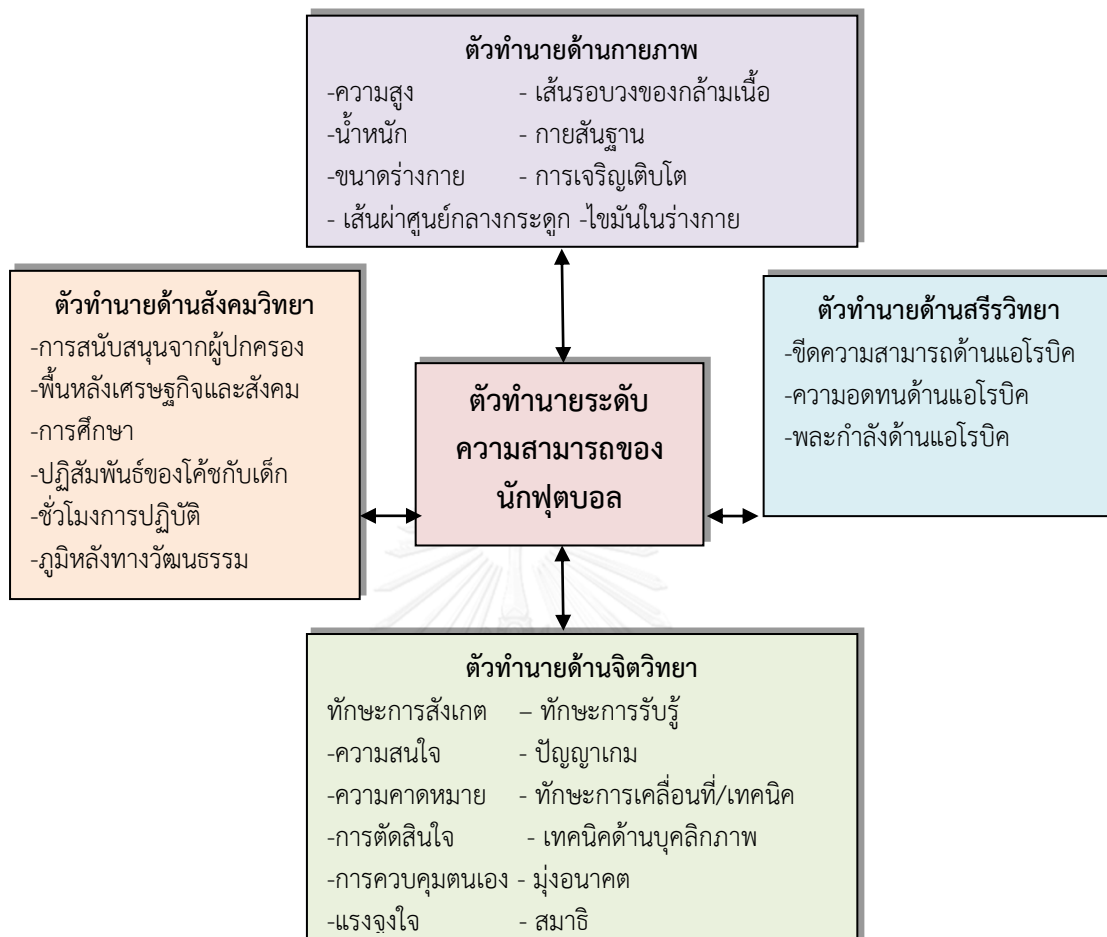 ตัวทำนายด้านกายภาพ
-ความสูง - เส้นรอบวงของกล้ามเนื้อ
-น้ำหนัก - กายสันฐาน
-ขนาดร่างกาย - การเจริญเติบโต
- เส้นผ่าศูนย์กลางกระดูก -ไขมันในร่างกาย
ตัวทำนายด้านสังคมวิทยา
-การสนับสนุนจากผู้ปกครอง
-พื้นหลังเศรษฐกิจและสังคม
-การศึกษา
-ปฏิสัมพันธ์ของโค้ชกับเด็ก
-ชั่วโมงการปฏิบัติ
-ภูมิหลังทางวัฒนธรรม
ตัวทำนายระดับ
ความสามารถของ
นักฟุตบอล
ตัวทำนายด้านสรีรวิทยา
-ขีดความสามารถด้านแอโรบิค
-ความอดทนด้านแอโรบิค
-พละกำลังด้านแอโรบิค
ตัวทำนายด้านจิตวิทยา
ทักษะการสังเกต – ทักษะการรับรู้
-ความสนใจ - ปัญญาเกม
-ความคาดหมาย - ทักษะการเคลื่อนที่/เทคนิค
-การตัดสินใจ - เทคนิคด้านบุคลิกภาพ
-การควบคุมตนเอง - มุ่งอนาคต
-แรงจูงใจ - สมาธิ